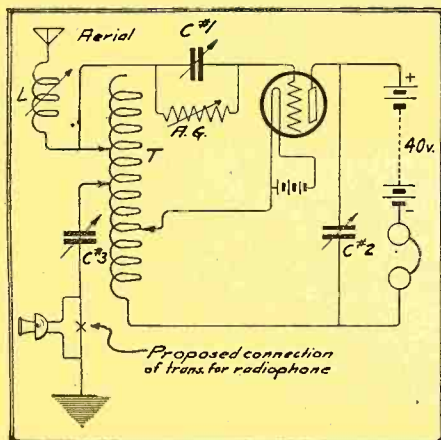 Aerial
C#1
L
A.G.
T
+
40v.
-
C#3
C#2
Proposed connection
of trans. for radiophone